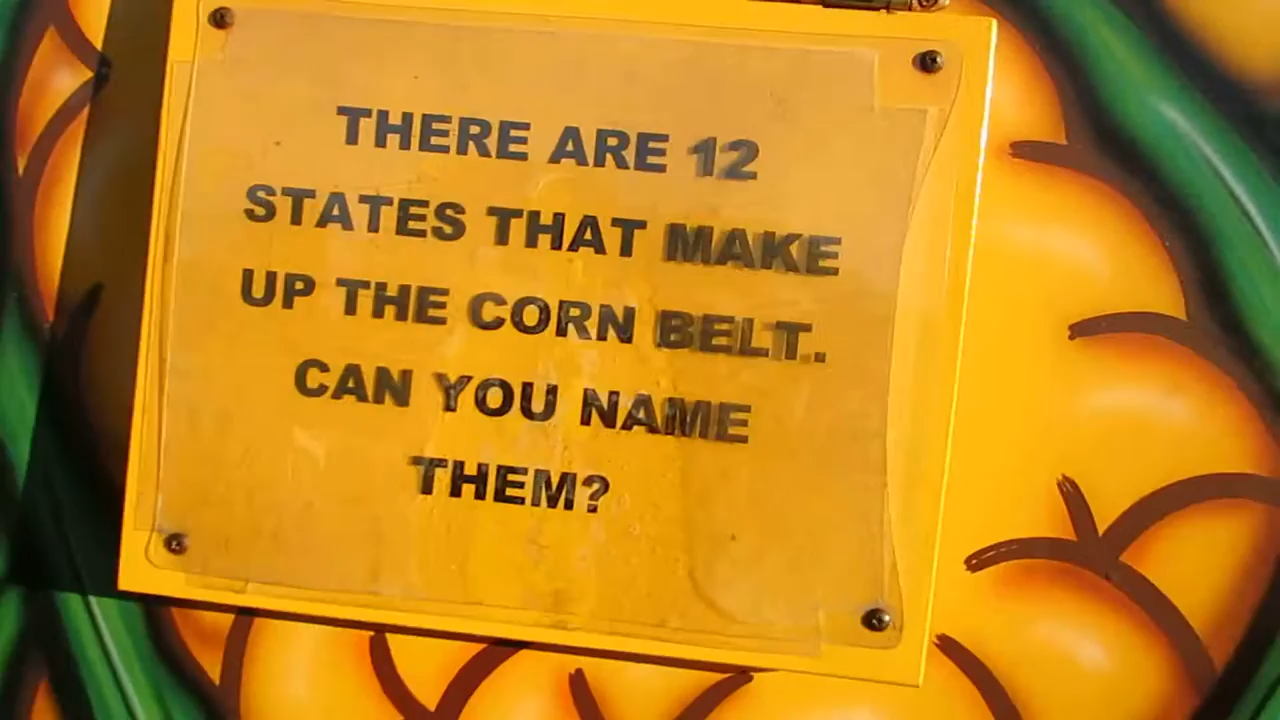 THERE ARE 12
STATES THAT MAKE
UP THE CORN BELT.
CAN YOU NAME
THEM?